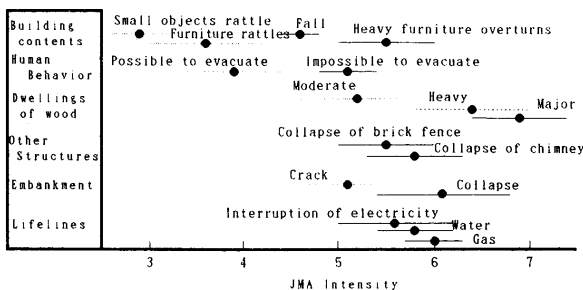 Building contents
Small objects rattle
Fall
Furniture rattles
Heavy furniture overturns
Human Behavior
Possible to evacuate
Impossible to evacuate
Dwellings of wood
Moderate
Heavy
Major
Other Structures
Collapse of brick fence
Collapse of chimney
Embankment
Crack
Collapse
Lifelines
Interruption of electricity
Water
Gas
3 4 5 6 7
JMA Intensity